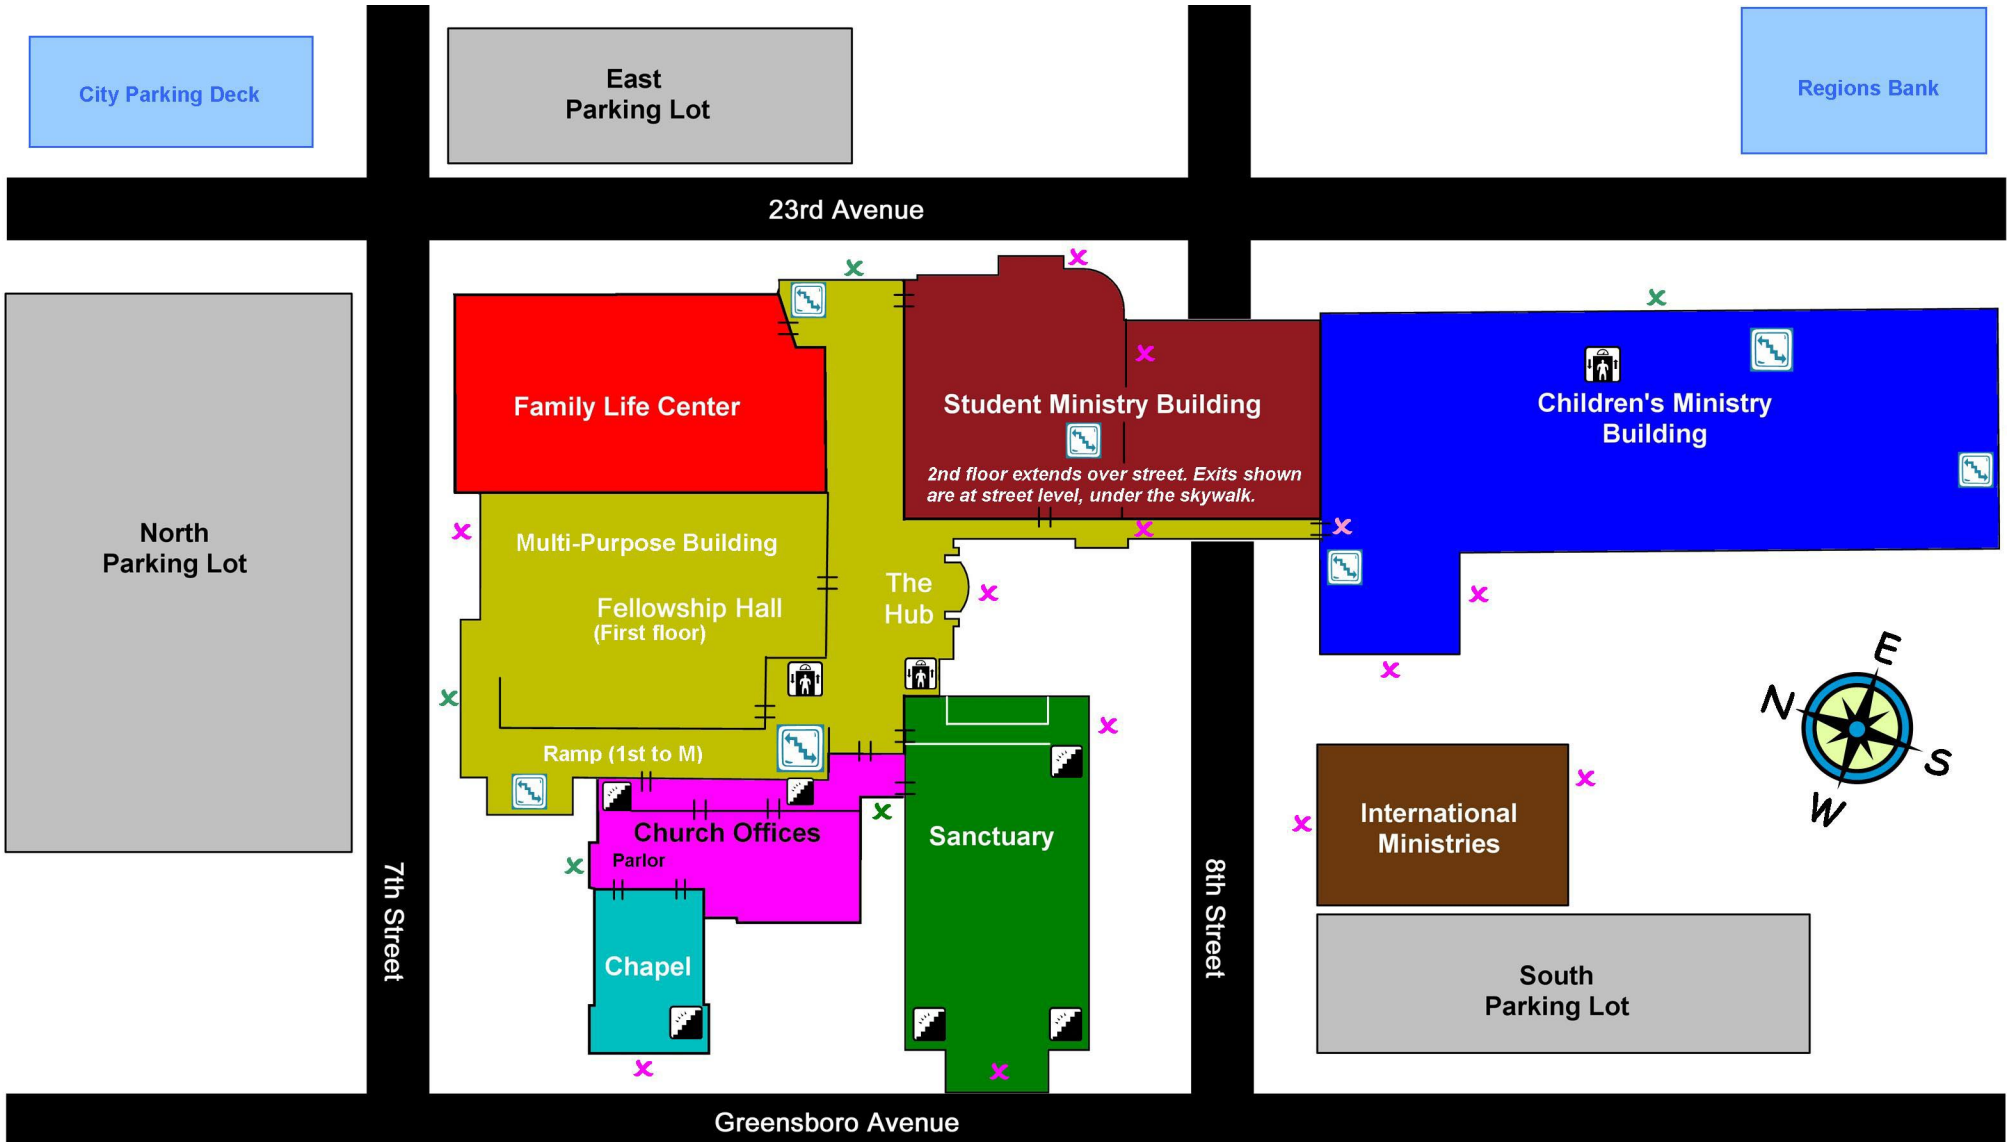 City Parking Deck
East
Parking Lot
Regions Bank
23rd Avenue
Family Life Center
Student Ministry Building
2nd floor extends over street. Exits shown
are at street level, under the skywalk.
Children's Ministry
Building
North
Parking Lot
Multi-Purpose Building
Fellowship Hall
(First floor)
The
Hub
Ramp (1st to M)
Church Offices
Parlor
Sanctuary
Chapel
International
Ministries
South
Parking Lot
7th Street
8th Street
E
N
S
W
Greensboro Avenue